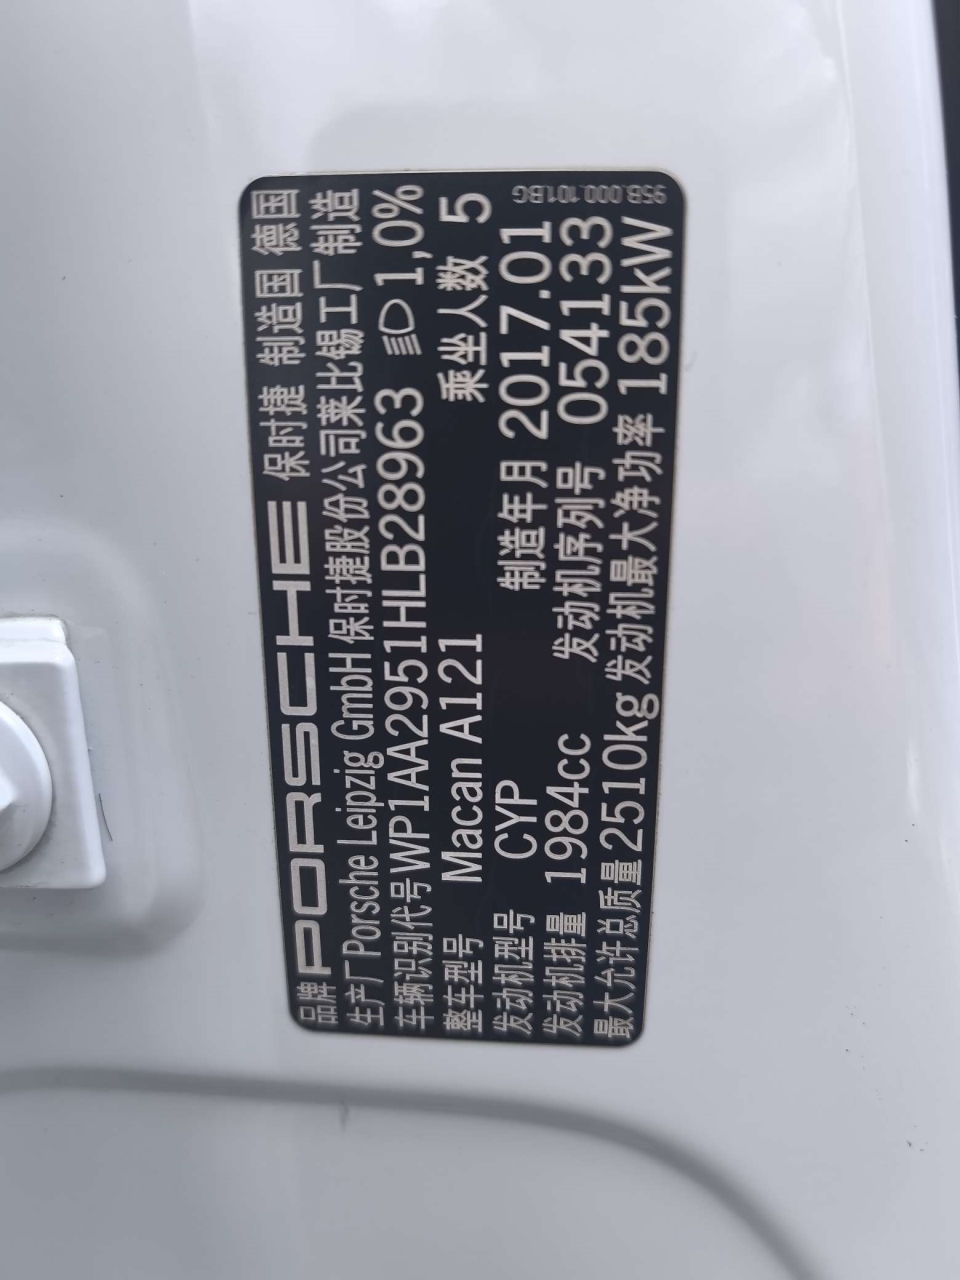 品牌 PORSCHE 保时捷 制造国 德国
生产厂 Porsche Leipzig GmbH 保时捷股份公司莱比锡工厂制造
车辆识别代号 WP1AA2951HLB28963 1,0%
整车型号 Macan A121 乘坐人数 5
发动机型号 CYP 制造年月 2017.01
发动机排量 1984cc 发动机序列号 054133
最大允许总质量 2510kg 发动机最大净功率 185kW
95B.000.101BG